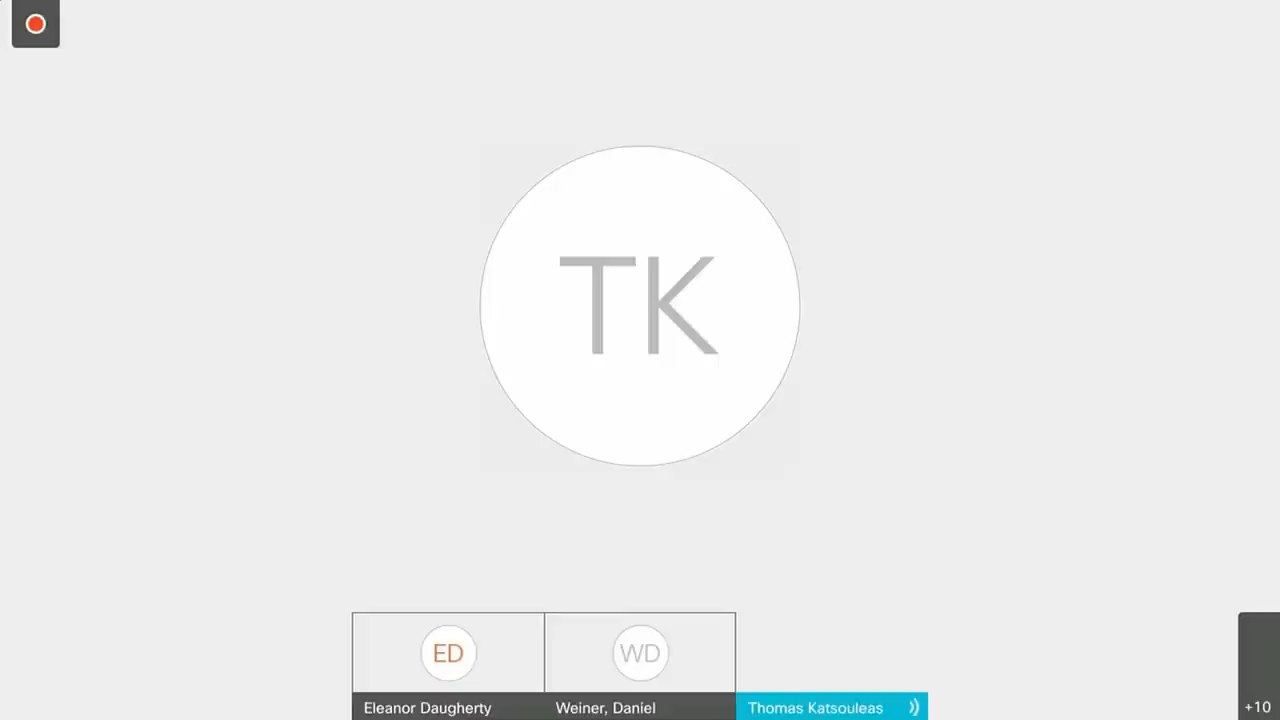 TK
ED
WD
Eleanor Daugherty
Weiner, Daniel
Thomas Katsouleas
+10